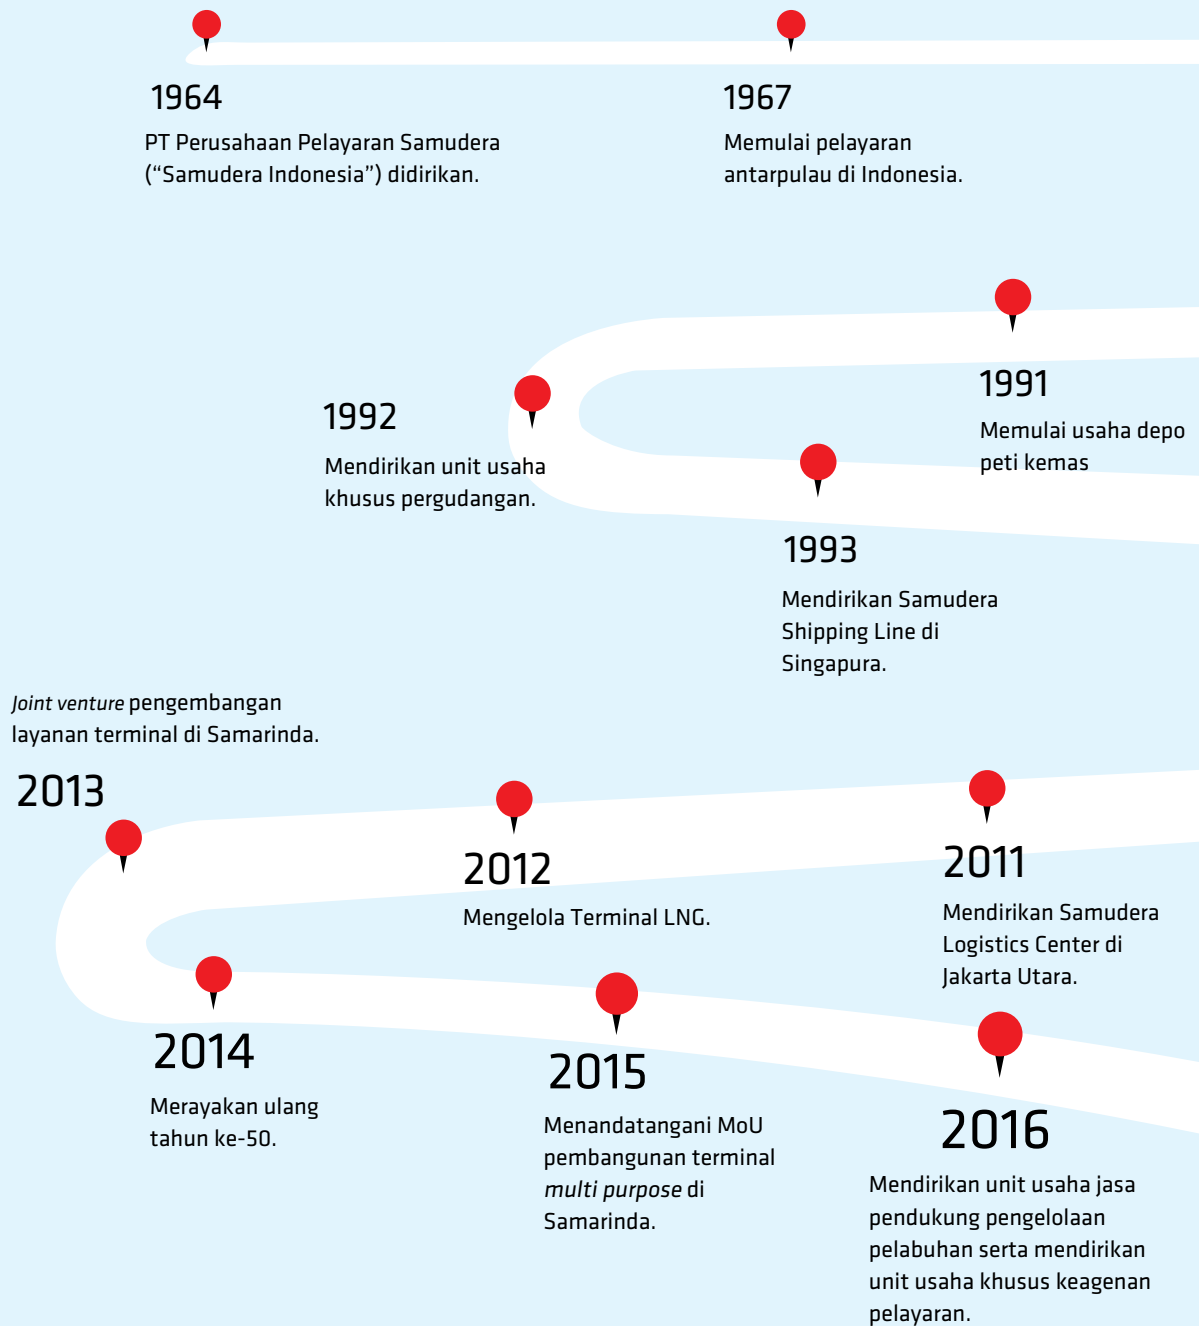 1964
PT Perusahaan Pelayaran Samudera
(“Samudera Indonesia”) didirikan.
1967
Memulai pelayaran
antarpulau di Indonesia.
1991
Memulai usaha depo
peti kemas
1992
Mendirikan unit usaha
khusus pergudangan.
1993
Mendirikan Samudera
Shipping Line di
Singapura.
Joint venture pengembangan
layanan terminal di Samarinda.
2013
2012
Mengelola Terminal LNG.
2011
Mendirikan Samudera
Logistics Center di
Jakarta Utara.
2014
Merayakan ulang
tahun ke-50.
2015
Menandatangani MoU
pembangunan terminal
multi purpose di
Samarinda.
2016
Mendirikan unit usaha jasa
pendukung pengelolaan
pelabuhan serta mendirikan
unit usaha khusus keagenan
pelayaran.